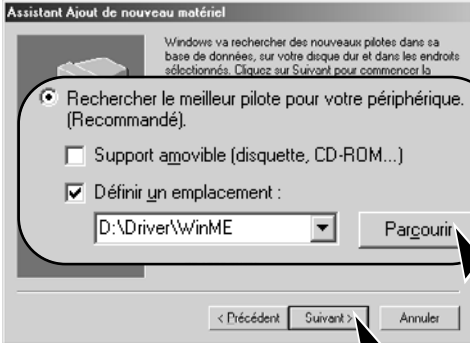 Assistant Ajout de nouveau matériel
Windows va rechercher des nouveaux pilotes dans sa
base de données, sur votre disque dur et dans les endroits
sélectionnés. Cliquez sur Suivant pour commencer la
Rechercher le meilleur pilote pour votre périphérique.
(Recommandé).
Support amovible (disquette, CD-ROM...)
Définir un emplacement :
D:\Driver\WinME
Parcourir
< Précédent
Suivant >
Annuler